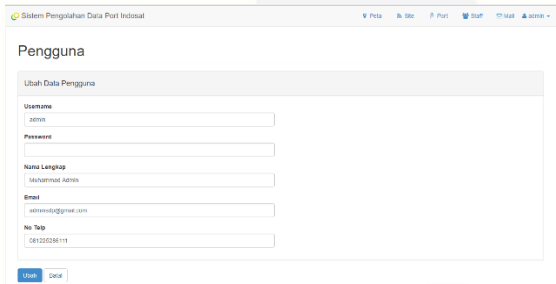 Sistem Pengolahan Data Port Indosat
Peta Site Port Staff Mail admin
Pengguna
Ubah Data Pengguna
Username
admin
Password
Nama Lengkap
Muhammad Admin
Email
No Telp
Ubah Batal